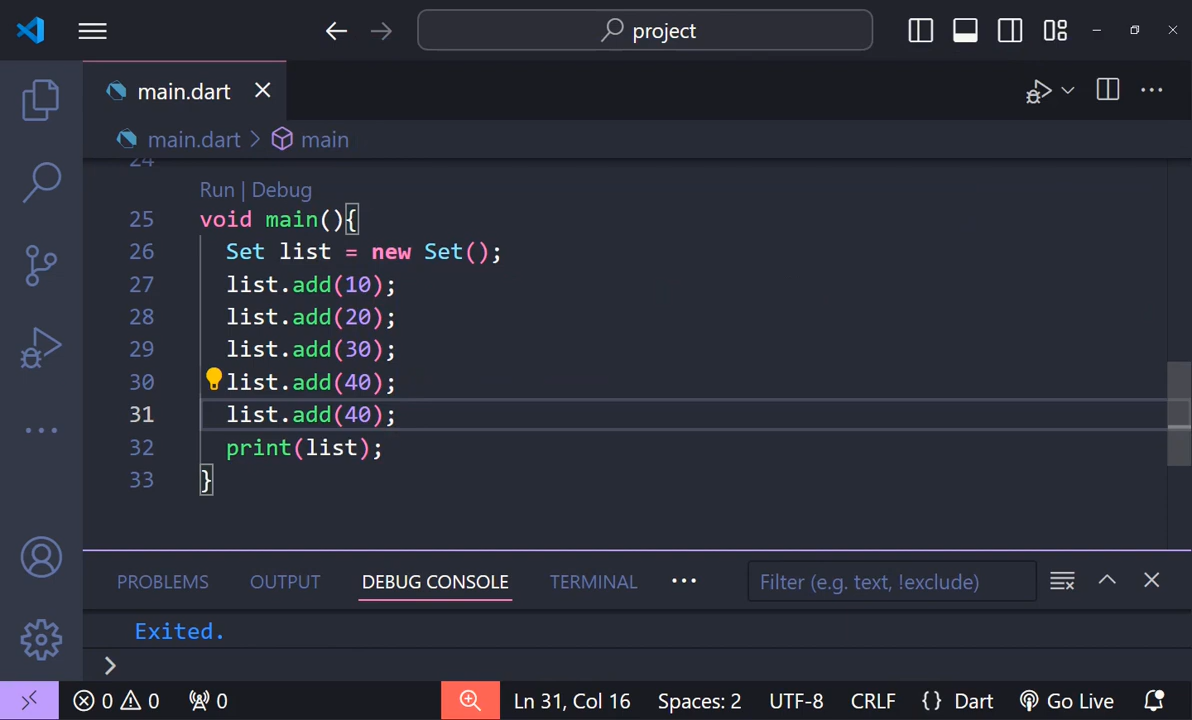 project
main.dart
main.dart > main
24
Run | Debug
25 void main(){
26 Set list = new Set();
27 list.add(10);
28 list.add(20);
29 list.add(30);
30 list.add(40);
31 list.add(40);
32 print(list);
33 }
PROBLEMS OUTPUT DEBUG CONSOLE TERMINAL ··· Filter (e.g. text, !exclude)
Exited.
>
0 0 0 Ln 31, Col 16 Spaces: 2 UTF-8 CRLF {} Dart Go Live